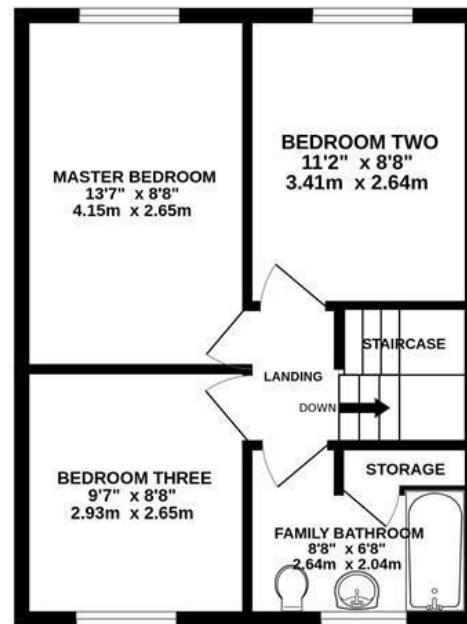 MASTER BEDROOM
13'7" x 8'8"
4.15m x 2.65m
BEDROOM TWO
11'2" x 8'8"
3.41m x 2.64m
STAIRCASE
LANDING
DOWN
BEDROOM THREE
9'7" x 8'8"
2.93m x 2.65m
STORAGE
FAMILY BATHROOM
8'8" x 6'8"
2.64m x 2.04m